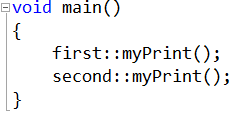 void main()
{
    first::myPrint();
    second::myPrint();
}